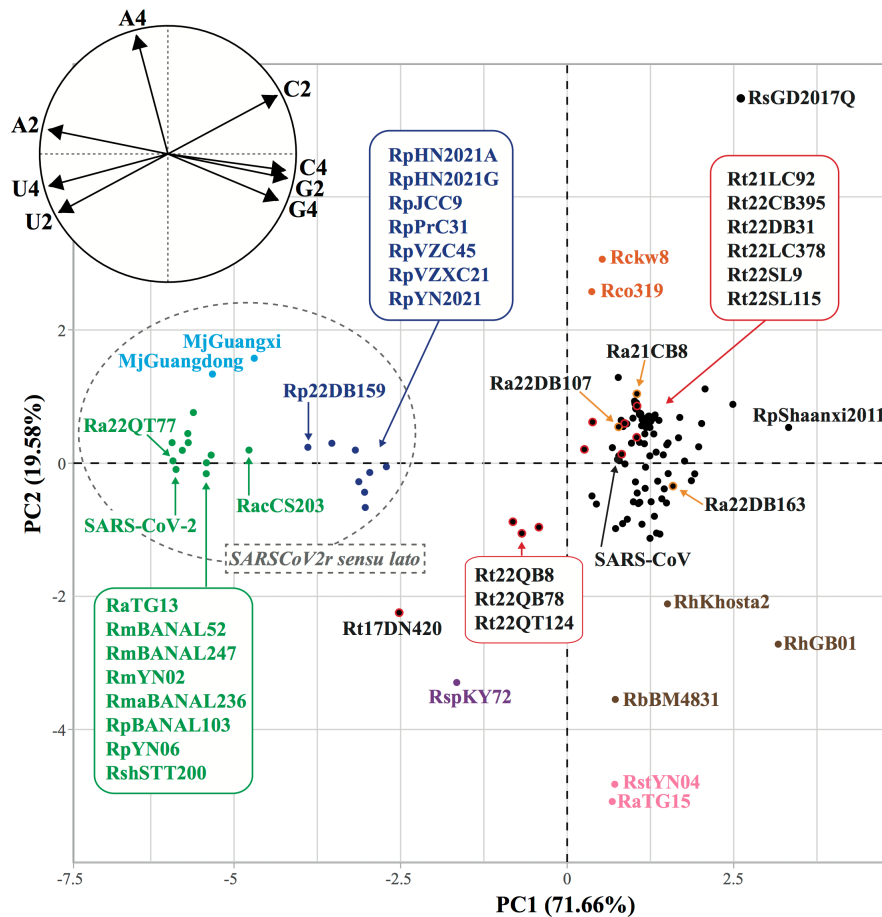 A4
C2
A2
C4
U4
G2
G4
U2
RsGD2017Q
RpHN2021A
RpHN2021G
RpJCC9
RpPrC31
RpVZC45
RpVZXC21
RpYN2021
Rt21LC92
Rt22CB395
Rt22DB31
Rt22LC378
Rt22SL9
Rt22SL115
Rckw8
Rco319
2
MjGuangxi
MjGuangdong
Ra21CB8
Rp22DB159
Ra22DB107
RpShaanxi2011
Ra22QT77
0
RacCS203
Ra22DB163
SARS-CoV-2
SARSCoV2r sensu lato
SARS-CoV
Rt22QB8
Rt22QB78
Rt22QT124
-2
RaTG13
RmBANAL52
RmBANAL247
RmYN02
RmaBANAL236
RpBANAL103
RpYN06
RshSTT200
Rt17DN420
RhKhosta2
RhGB01
RspKY72
RbBM4831
-4
RstYN04
RaTG15
PC2 (19.58%)
-7.5
-5
-2.5
0
2.5
PC1 (71.66%)